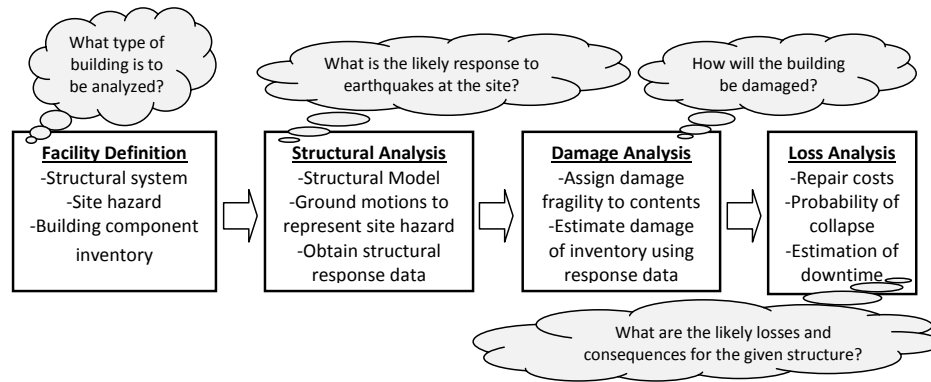 What type of
building is to
be analyzed?
What is the likely response to
earthquakes at the site?
How will the building
be damaged?
Facility Definition
-Structural system
-Site hazard
-Building component
inventory
Structural Analysis
-Structural Model
-Ground motions to
represent site hazard
-Obtain structural
response data
Damage Analysis
-Assign damage
fragility to contents
-Estimate damage
of inventory using
response data
Loss Analysis
-Repair costs
-Probability of
collapse
-Estimation of
downtime
What are the likely losses and
consequences for the given structure?